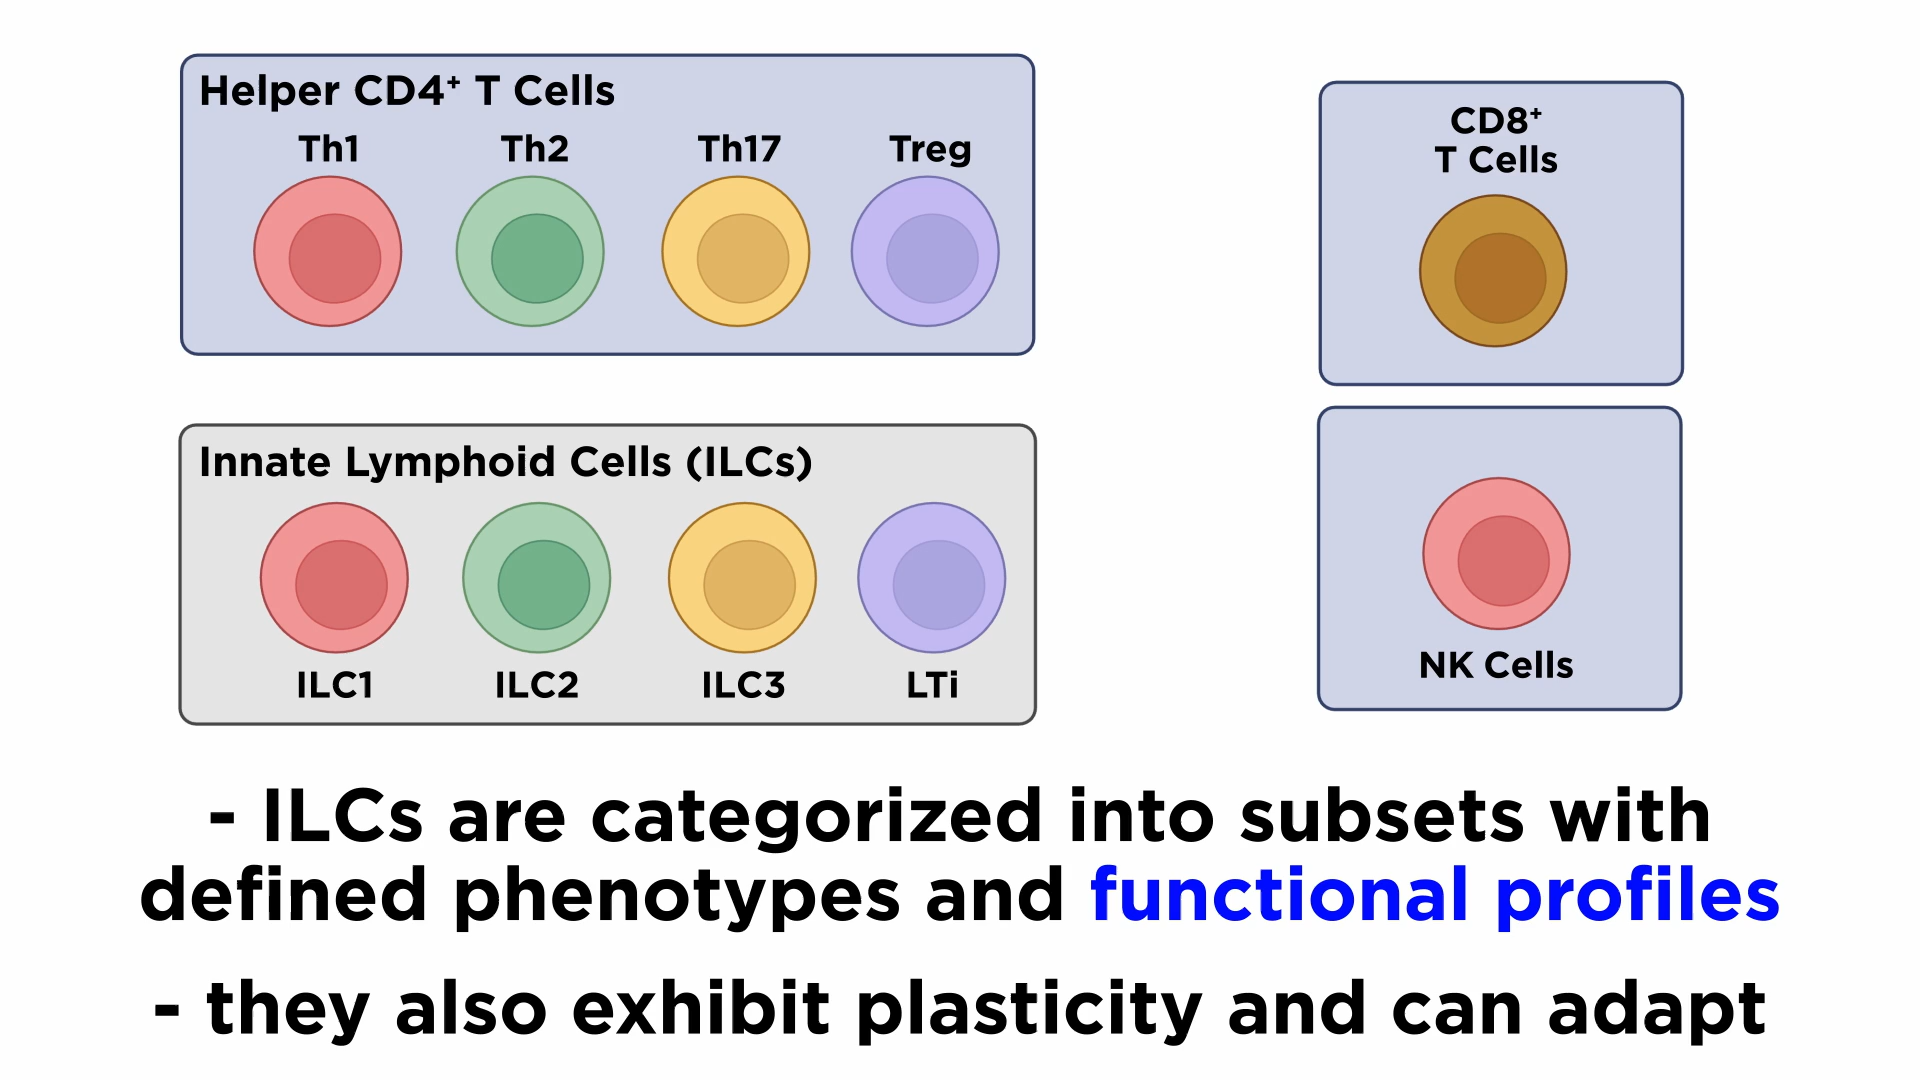 Helper CD4⁺ T Cells
Th1 Th2 Th17 Treg
CD8⁺
T Cells
Innate Lymphoid Cells (ILCs)
ILC1 ILC2 ILC3 LTi
NK Cells
- ILCs are categorized into subsets with
defined phenotypes and functional profiles
- they also exhibit plasticity and can adapt